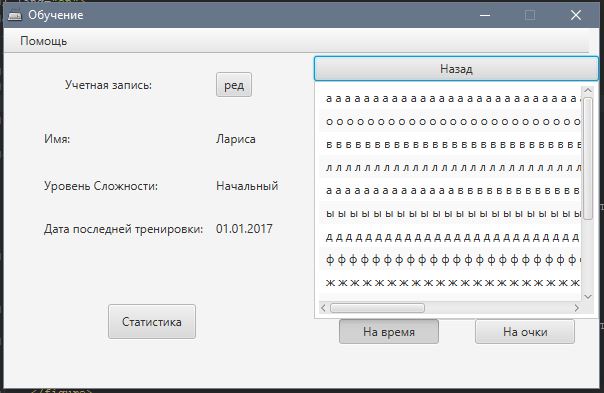 Обучение
Помощь
Учетная запись:
ред
Имя:
Лариса
Уровень Сложности:
Начальный
Дата последней тренировки:
01.01.2017
Статистика
Назад
а а а а а а а а а а а а а а а а а а а а а а а а а а
о о о о о о о о о о о о о о о о о о о о о о о о
в в в в в в в в в в в в в в в в в в в в в в в в в в
л л л л л л л л л л л л л л л л л л л л л л л л л
а а а а а а а а а а а в в в в в в в в в в в в в в
ы ы ы ы ы ы ы ы ы ы ы ы ы ы ы ы ы ы ы ы
д д д д д д д д д д д д д д д д д д д д д д д д
ф ф ф ф ф ф ф ф ф ф ф ф ф ф ф ф ф ф ф ф
ж ж ж ж ж ж ж ж ж ж ж ж ж ж ж ж ж ж ж ж
На время
На очки